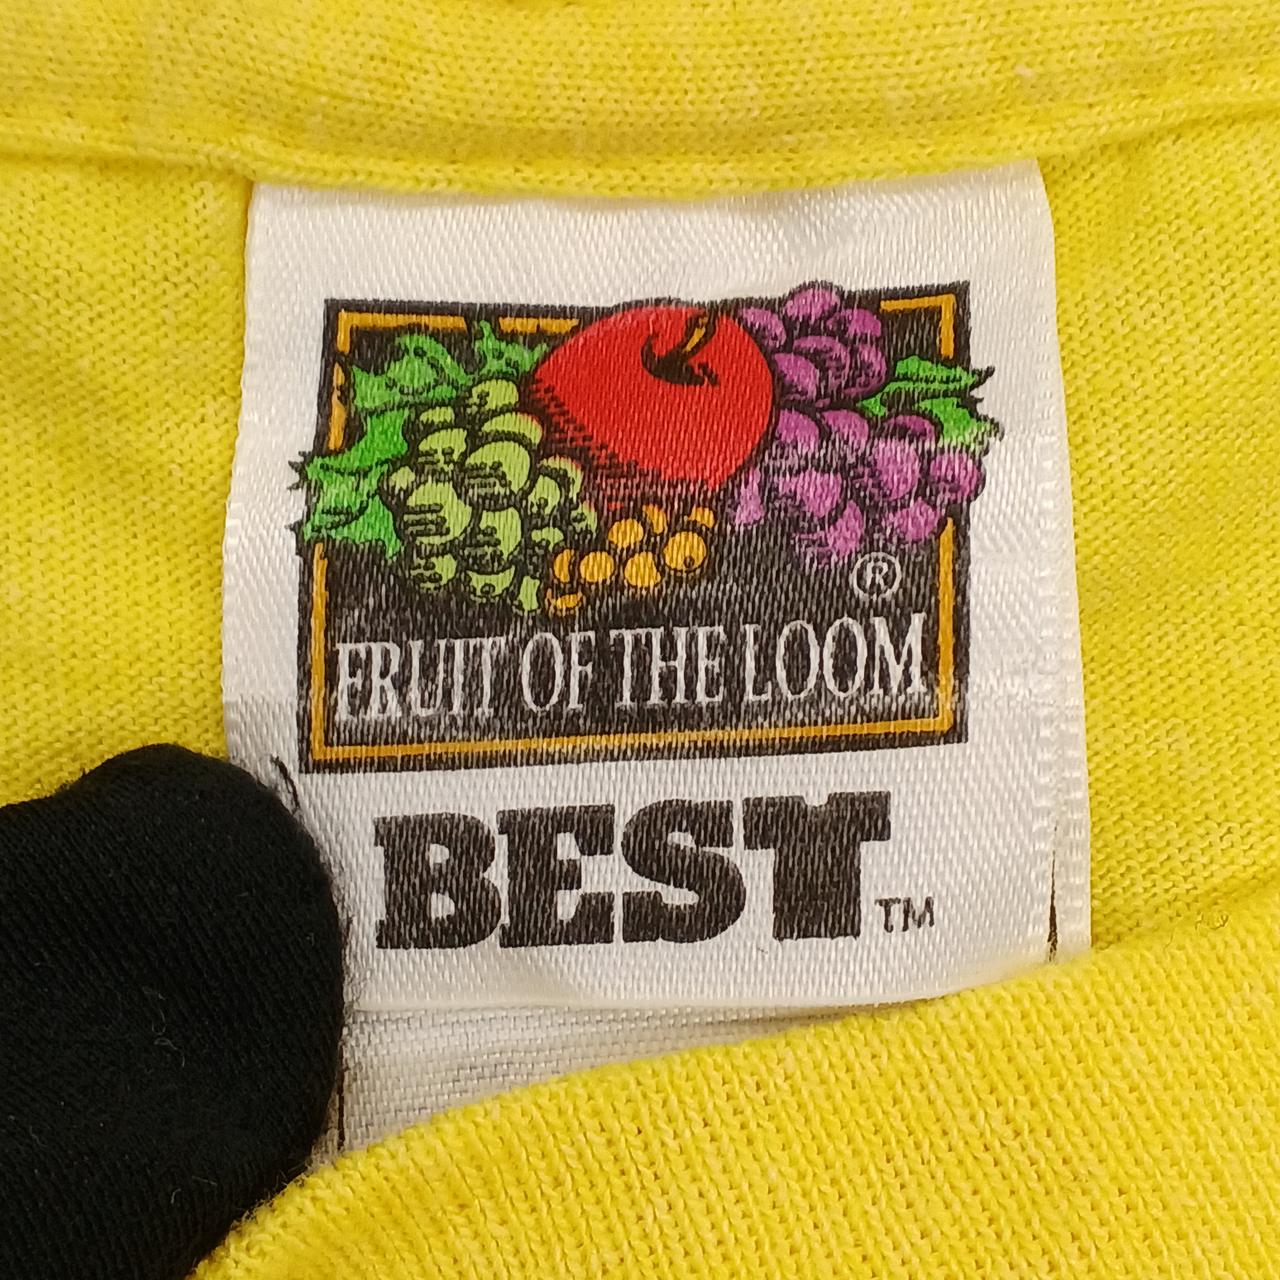 ®
FRUIT OF THE LOOM
BEST™